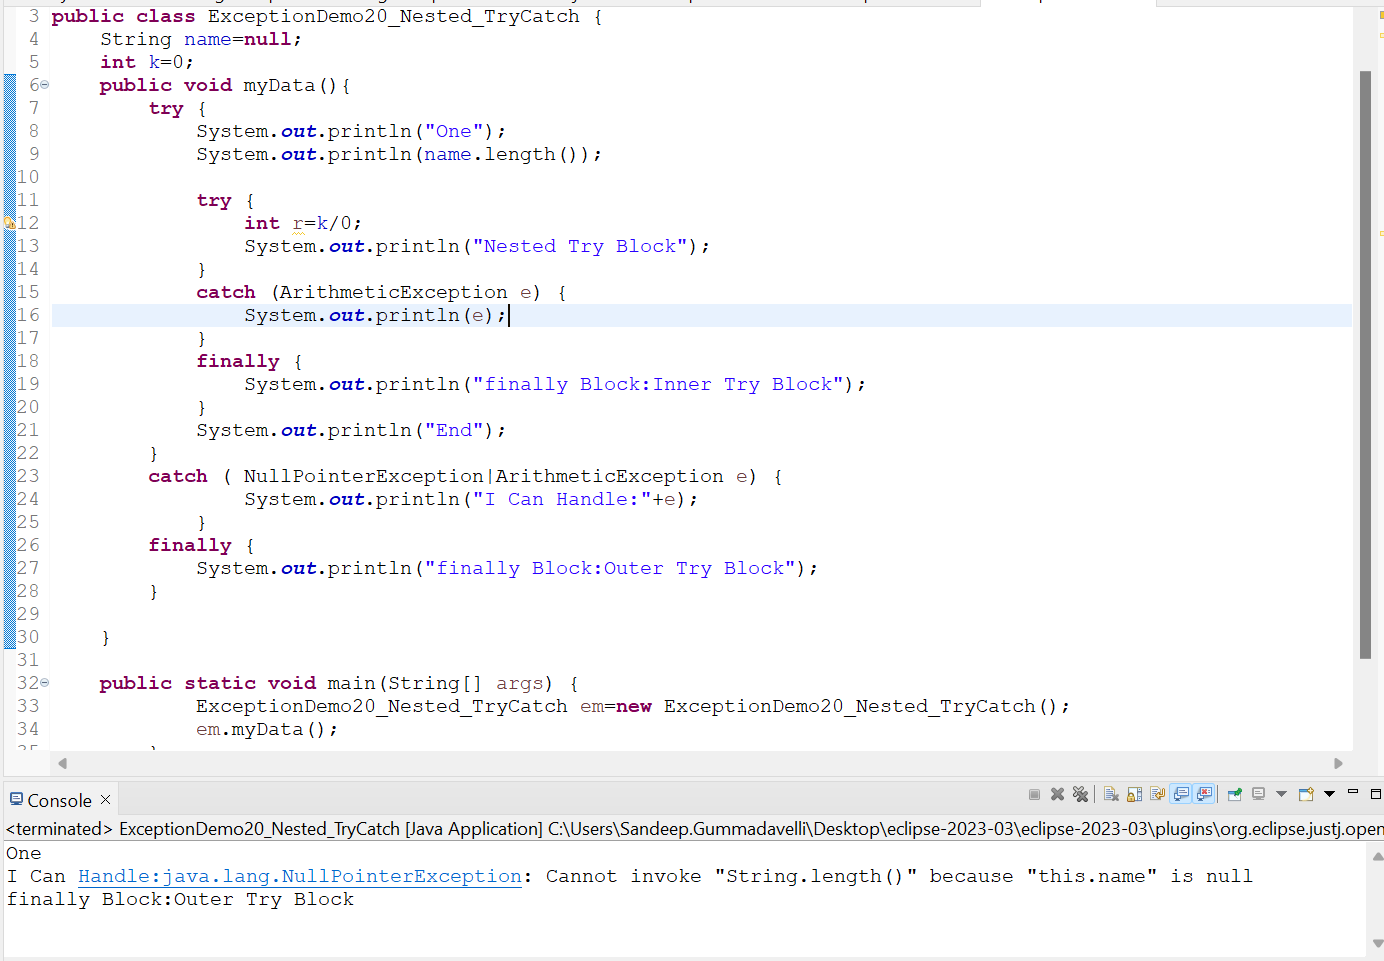 3 public class ExceptionDemo20_Nested_TryCatch {
4     String name=null;
5     int k=0;
6     public void myData(){
7         try {
8             System.out.println("One");
9             System.out.println(name.length());
10
11             try {
12                 int r=k/0;
13                 System.out.println("Nested Try Block");
14             }
15             catch (ArithmeticException e) {
16                 System.out.println(e);
17             }
18             finally {
19                 System.out.println("finally Block:Inner Try Block");
20             }
21             System.out.println("End");
22         }
23         catch ( NullPointerException|ArithmeticException e) {
24                 System.out.println("I Can Handle:"+e);
25             }
26         finally {
27             System.out.println("finally Block:Outer Try Block");
28         }
29
30     }
31
32     public static void main(String[] args) {
33             ExceptionDemo20_Nested_TryCatch em=new ExceptionDemo20_Nested_TryCatch();
34             em.myData();
Console ×
<terminated> ExceptionDemo20_Nested_TryCatch [Java Application] C:\Users\Sandeep.Gummadavelli\Desktop\eclipse-2023-03\eclipse-2023-03\plugins\org.eclipse.justj.open
One
I Can Handle:java.lang.NullPointerException: Cannot invoke "String.length()" because "this.name" is null
finally Block:Outer Try Block